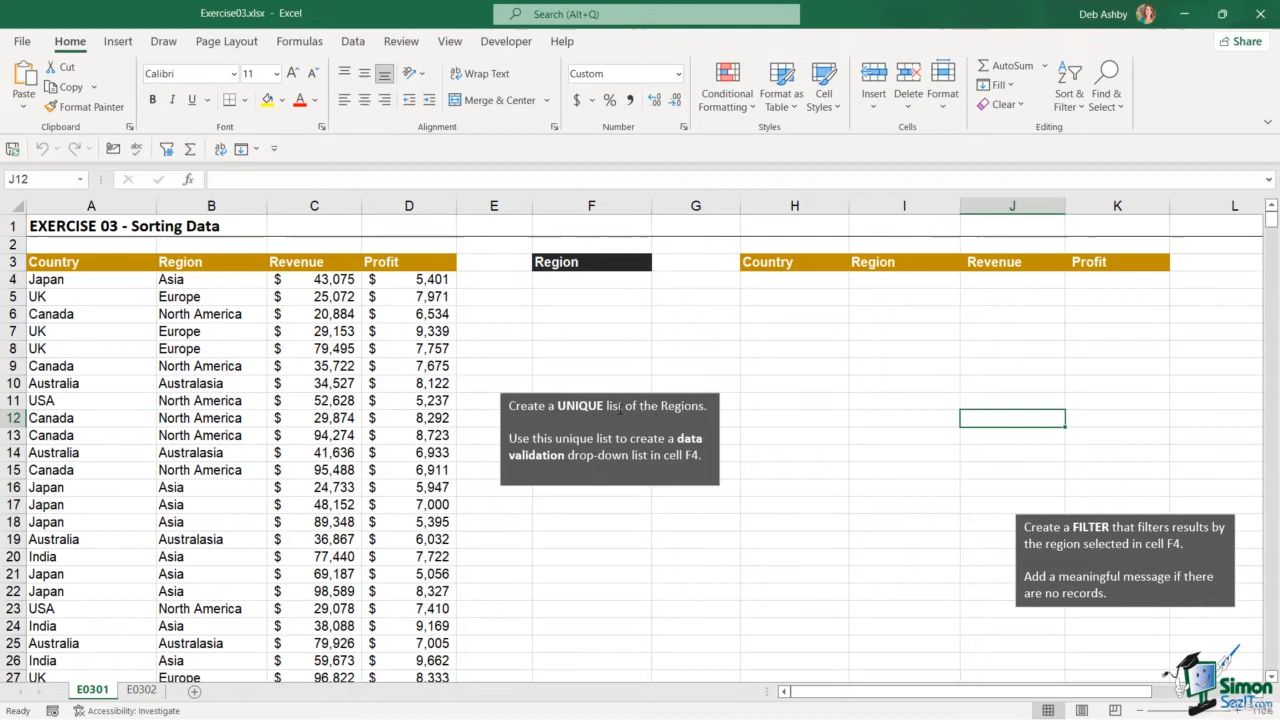 Exercise03.xlsx - Excel
Search (Alt+Q)
Deb Ashby
File Home Insert Draw Page Layout Formulas Data Review View Developer Help
Share
Paste
Cut
Copy
Format Painter
Clipboard
Calibri 11
B I U
Font
Wrap Text
Merge & Center
Alignment
Custom
$ % ,
Number
Conditional Formatting
Format as Table
Cell Styles
Styles
Insert Delete Format
Cells
AutoSum
Fill
Clear
Sort & Filter
Find & Select
Editing
J12
fx
A B C D E F G H I J K L
1 EXERCISE 03 - Sorting Data
2
3 Country Region Revenue Profit Region Country Region Revenue Profit
4 Japan Asia $ 43,075 $ 5,401
5 UK Europe $ 25,072 $ 7,971
6 Canada North America $ 20,884 $ 6,534
7 UK Europe $ 29,153 $ 9,339
8 UK Europe $ 79,495 $ 7,757
9 Canada North America $ 35,722 $ 7,675
10 Australia Australasia $ 34,527 $ 8,122
11 USA North America $ 52,628 $ 5,237
12 Canada North America $ 29,874 $ 8,292
13 Canada North America $ 94,274 $ 8,723
14 Australia Australasia $ 41,636 $ 6,933
15 Canada North America $ 95,488 $ 6,911
16 Japan Asia $ 24,733 $ 5,947
17 Japan Asia $ 48,152 $ 7,000
18 Japan Asia $ 89,348 $ 5,395
19 Australia Australasia $ 36,867 $ 6,032
20 India Asia $ 77,440 $ 7,722
21 Japan Asia $ 69,187 $ 5,056
22 Japan Asia $ 98,589 $ 8,327
23 USA North America $ 29,078 $ 7,410
24 India Asia $ 38,088 $ 9,169
25 Australia Australasia $ 79,926 $ 7,005
26 India Asia $ 59,673 $ 9,662
27 UK Europe $ 96,822 $ 8,333
Create a UNIQUE list of the Regions.
Use this unique list to create a data
validation drop-down list in cell F4.
Create a FILTER that filters results by
the region selected in cell F4.
Add a meaningful message if there
are no records.
E0301 E0302
Ready
Accessibility: Investigate
Simon
SezIT.com